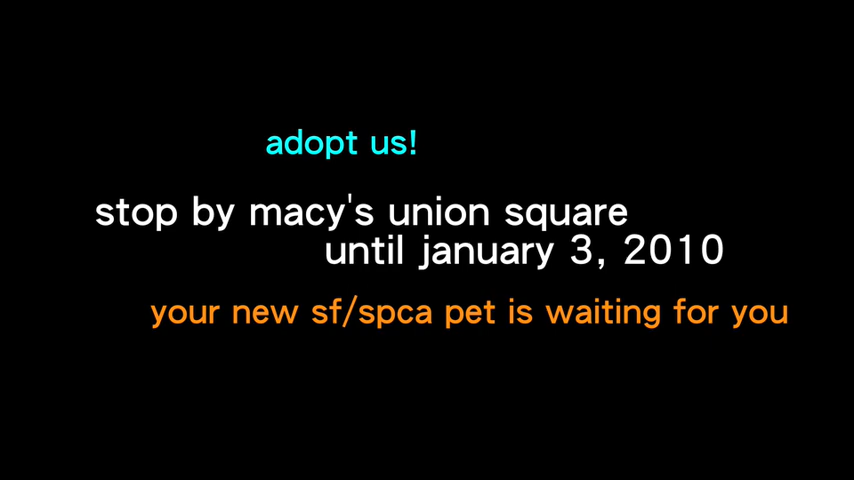 adopt us!
stop by macy's union square
until january 3, 2010
your new sf/spca pet is waiting for you